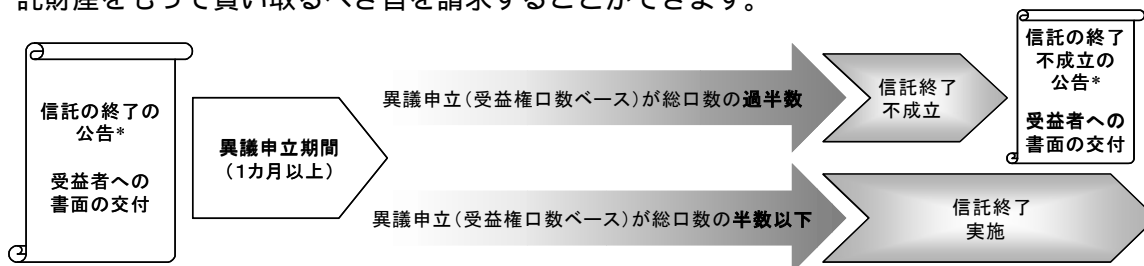 託財産をもって買い取るべき旨を請求することができます。
信託の終了の
公告*
受益者への
書面の交付
異議申立期間
(1カ月以上)
異議申立(受益権口数ベース)が総口数の過半数
信託終了
不成立
信託の終了
不成立の
公告*
受益者への
書面の交付
異議申立(受益権口数ベース)が総口数の半数以下
信託終了
実施